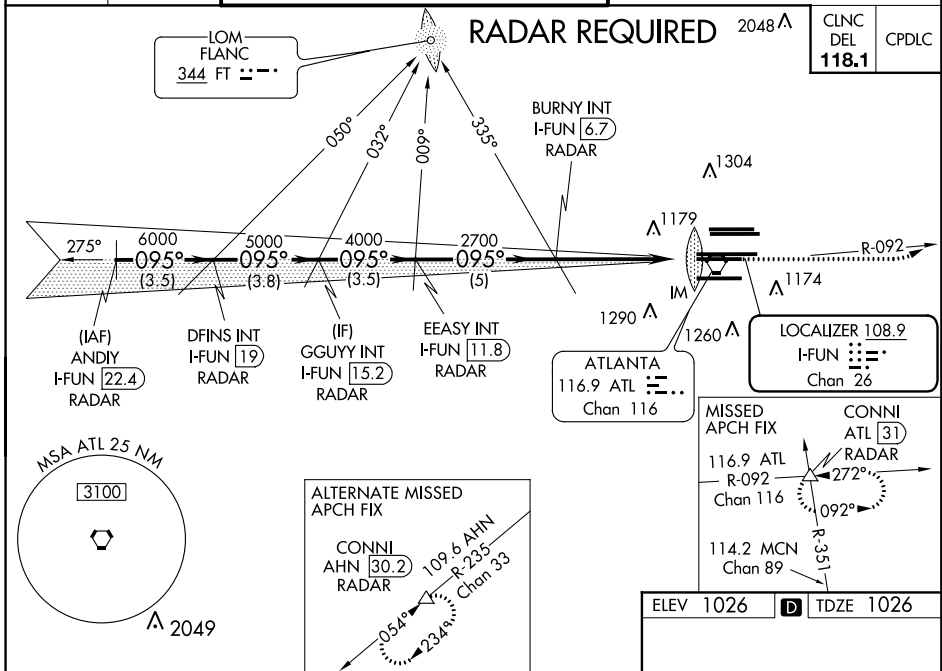 RADAR REQUIRED
2048
CLNC
DEL
118.1
CPDLC
LOM
FLANC
344 FT
050°
032°
009°
335°
BURNY INT
I-FUN 6.7
RADAR
1304
1179
275°
6000
095°
(3.5)
5000
095°
(3.8)
4000
095°
(3.5)
2700
095°
(5)
R-092
IM
1174
1290
1260
(IAF)
ANDIY
I-FUN 22.4
RADAR
DFINS INT
I-FUN 19
RADAR
(IF)
GGUYY INT
I-FUN 15.2
RADAR
EEASY INT
I-FUN 11.8
RADAR
ATLANTA
116.9 ATL
Chan 116
LOCALIZER 108.9
I-FUN
Chan 26
MSA ATL 25 NM
3100
2049
ALTERNATE MISSED
APCH FIX
CONNI
AHN 30.2
RADAR
109.6 AHN
R-235
Chan 33
054°
234°
MISSED
APCH FIX
CONNI
ATL 31
RADAR
116.9 ATL
R-092
Chan 116
272°
092°
R-351
114.2 MCN
Chan 89
ELEV 1026
D
TDZE 1026